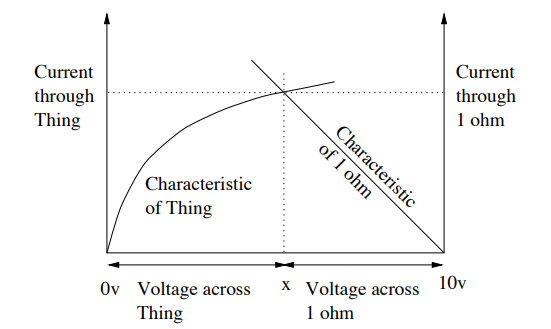 Current
through
Thing
Current
through
1 ohm
Characteristic
of 1 ohm
Characteristic
of Thing
0v
Voltage across
Thing
x
Voltage across
1 ohm
10v